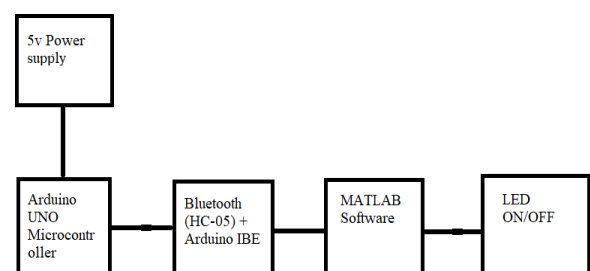 5v Power
supply
Arduino
UNO
Microcontr
oller
Bluetooth
(HC-05) +
Arduino IBE
MATLAB
Software
LED
ON/OFF